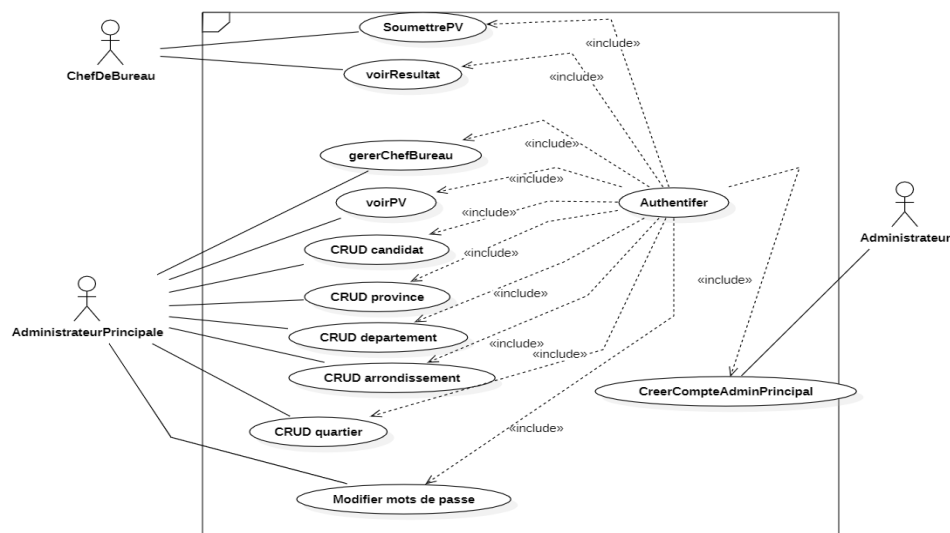 SoumettrePV
«include»
ChefDeBureau
voirResultat
«include»
gererChefBureau
«include»
voirPV
«include»
Authentifer
Administrateur
CRUD candidat
«include»
CRUD province
«include»
«include»
AdministrateurPrincipale
CRUD departement
«include»
«include»
CRUD arrondissement
CreerCompteAdminPrincipal
CRUD quartier
«include»
Modifier mots de passe